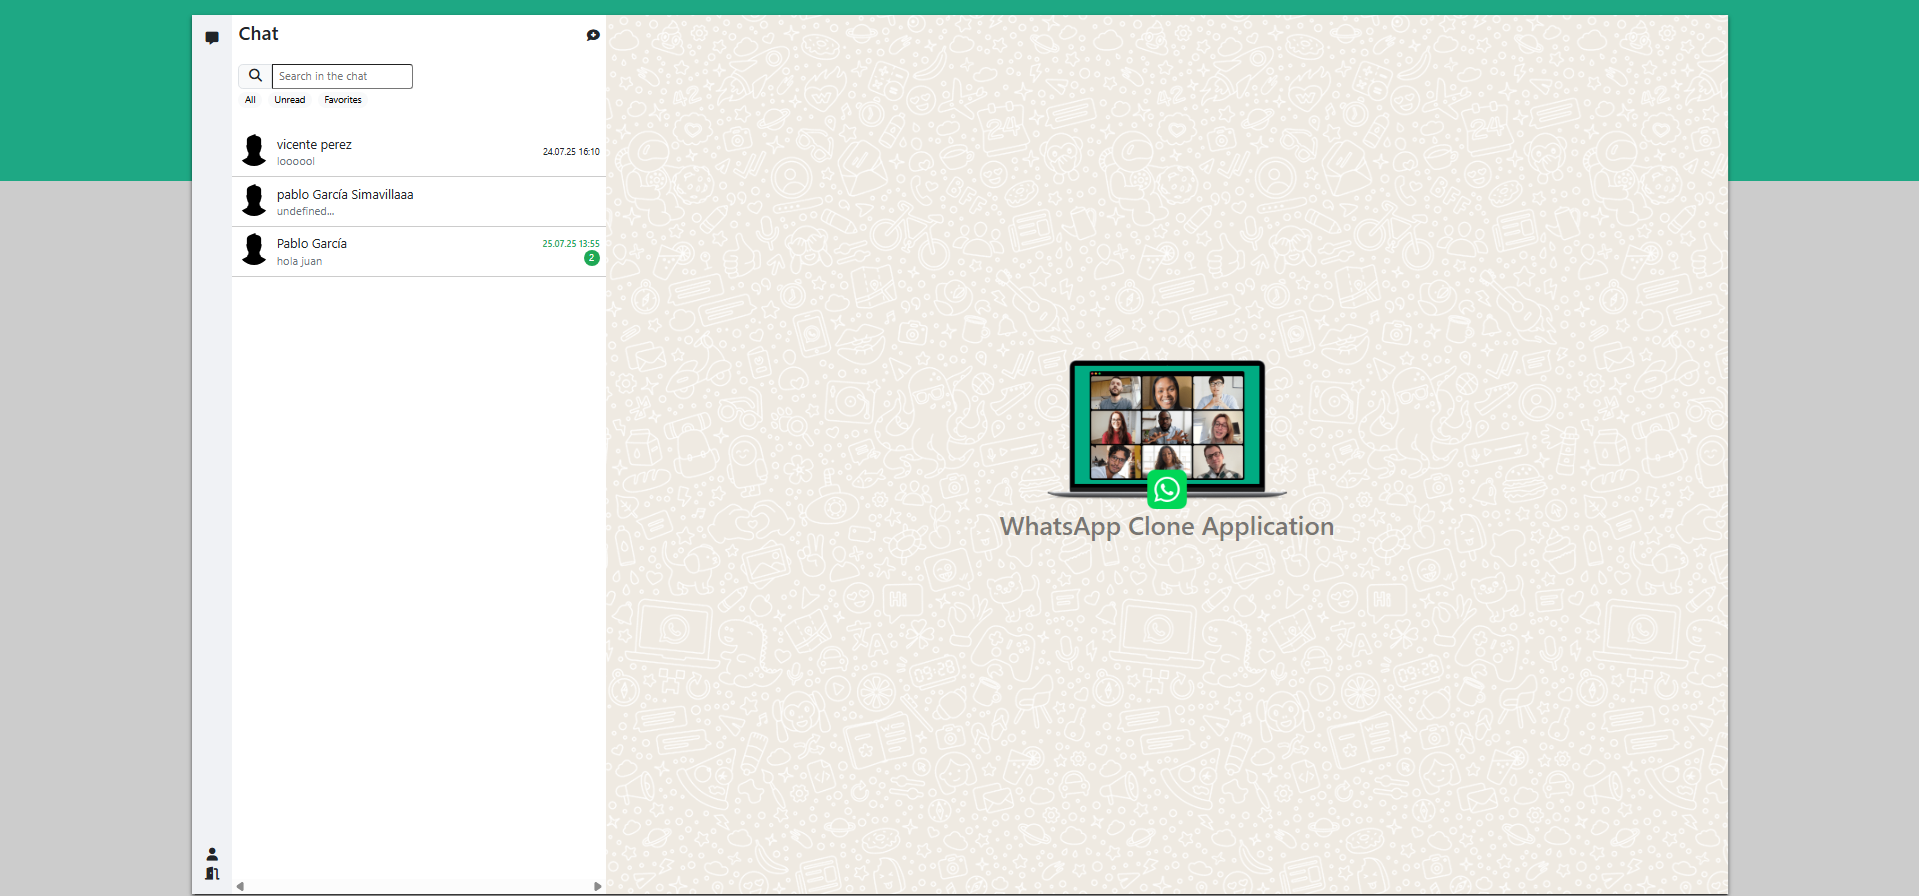 Chat
Search in the chat
All Unread Favorites
vicente perez
24.07.25 16:10
loooool
pablo García Simavillaaa
undefined...
Pablo García
25.07.25 13:55
hola juan
2
WhatsApp Clone Application